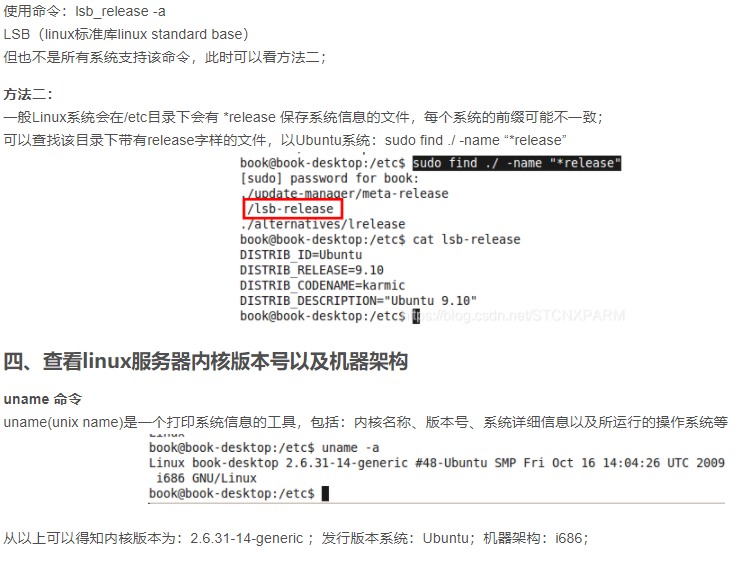 使用命令：lsb_release -a
LSB（linux标准库linux standard base）
但也不是所有系统支持该命令，此时可以看方法二；
方法二：
一般Linux系统会在/etc目录下会有 *release 保存系统信息的文件，每个系统的前缀可能不一致；
可以查找该目录下带有release字样的文件，以Ubuntu系统：sudo find ./ -name “*release”
book@book-desktop:/etc$ sudo find ./ -name "*release"
[sudo] password for book:
./update-manager/meta-release
/lsb-release
./alternatives/lrelease
book@book-desktop:/etc$ cat lsb-release
DISTRIB_ID=Ubuntu
DISTRIB_RELEASE=9.10
DISTRIB_CODENAME=karmic
DISTRIB_DESCRIPTION="Ubuntu 9.10"
book@book-desktop:/etc$
https://blog.csdn.net/STCNXPARM
四、查看linux服务器内核版本号以及机器架构
uname 命令
uname(unix name)是一个打印系统信息的工具，包括：内核名称、版本号、系统详细信息以及所运行的操作系统等
Linux
book@book-desktop:/etc$ uname -a
Linux book-desktop 2.6.31-14-generic #48-Ubuntu SMP Fri Oct 16 14:04:26 UTC 2009
i686 GNU/Linux
book@book-desktop:/etc$
从以上可以得知内核版本为：2.6.31-14-generic ；发行版本系统：Ubuntu；机器架构：i686；